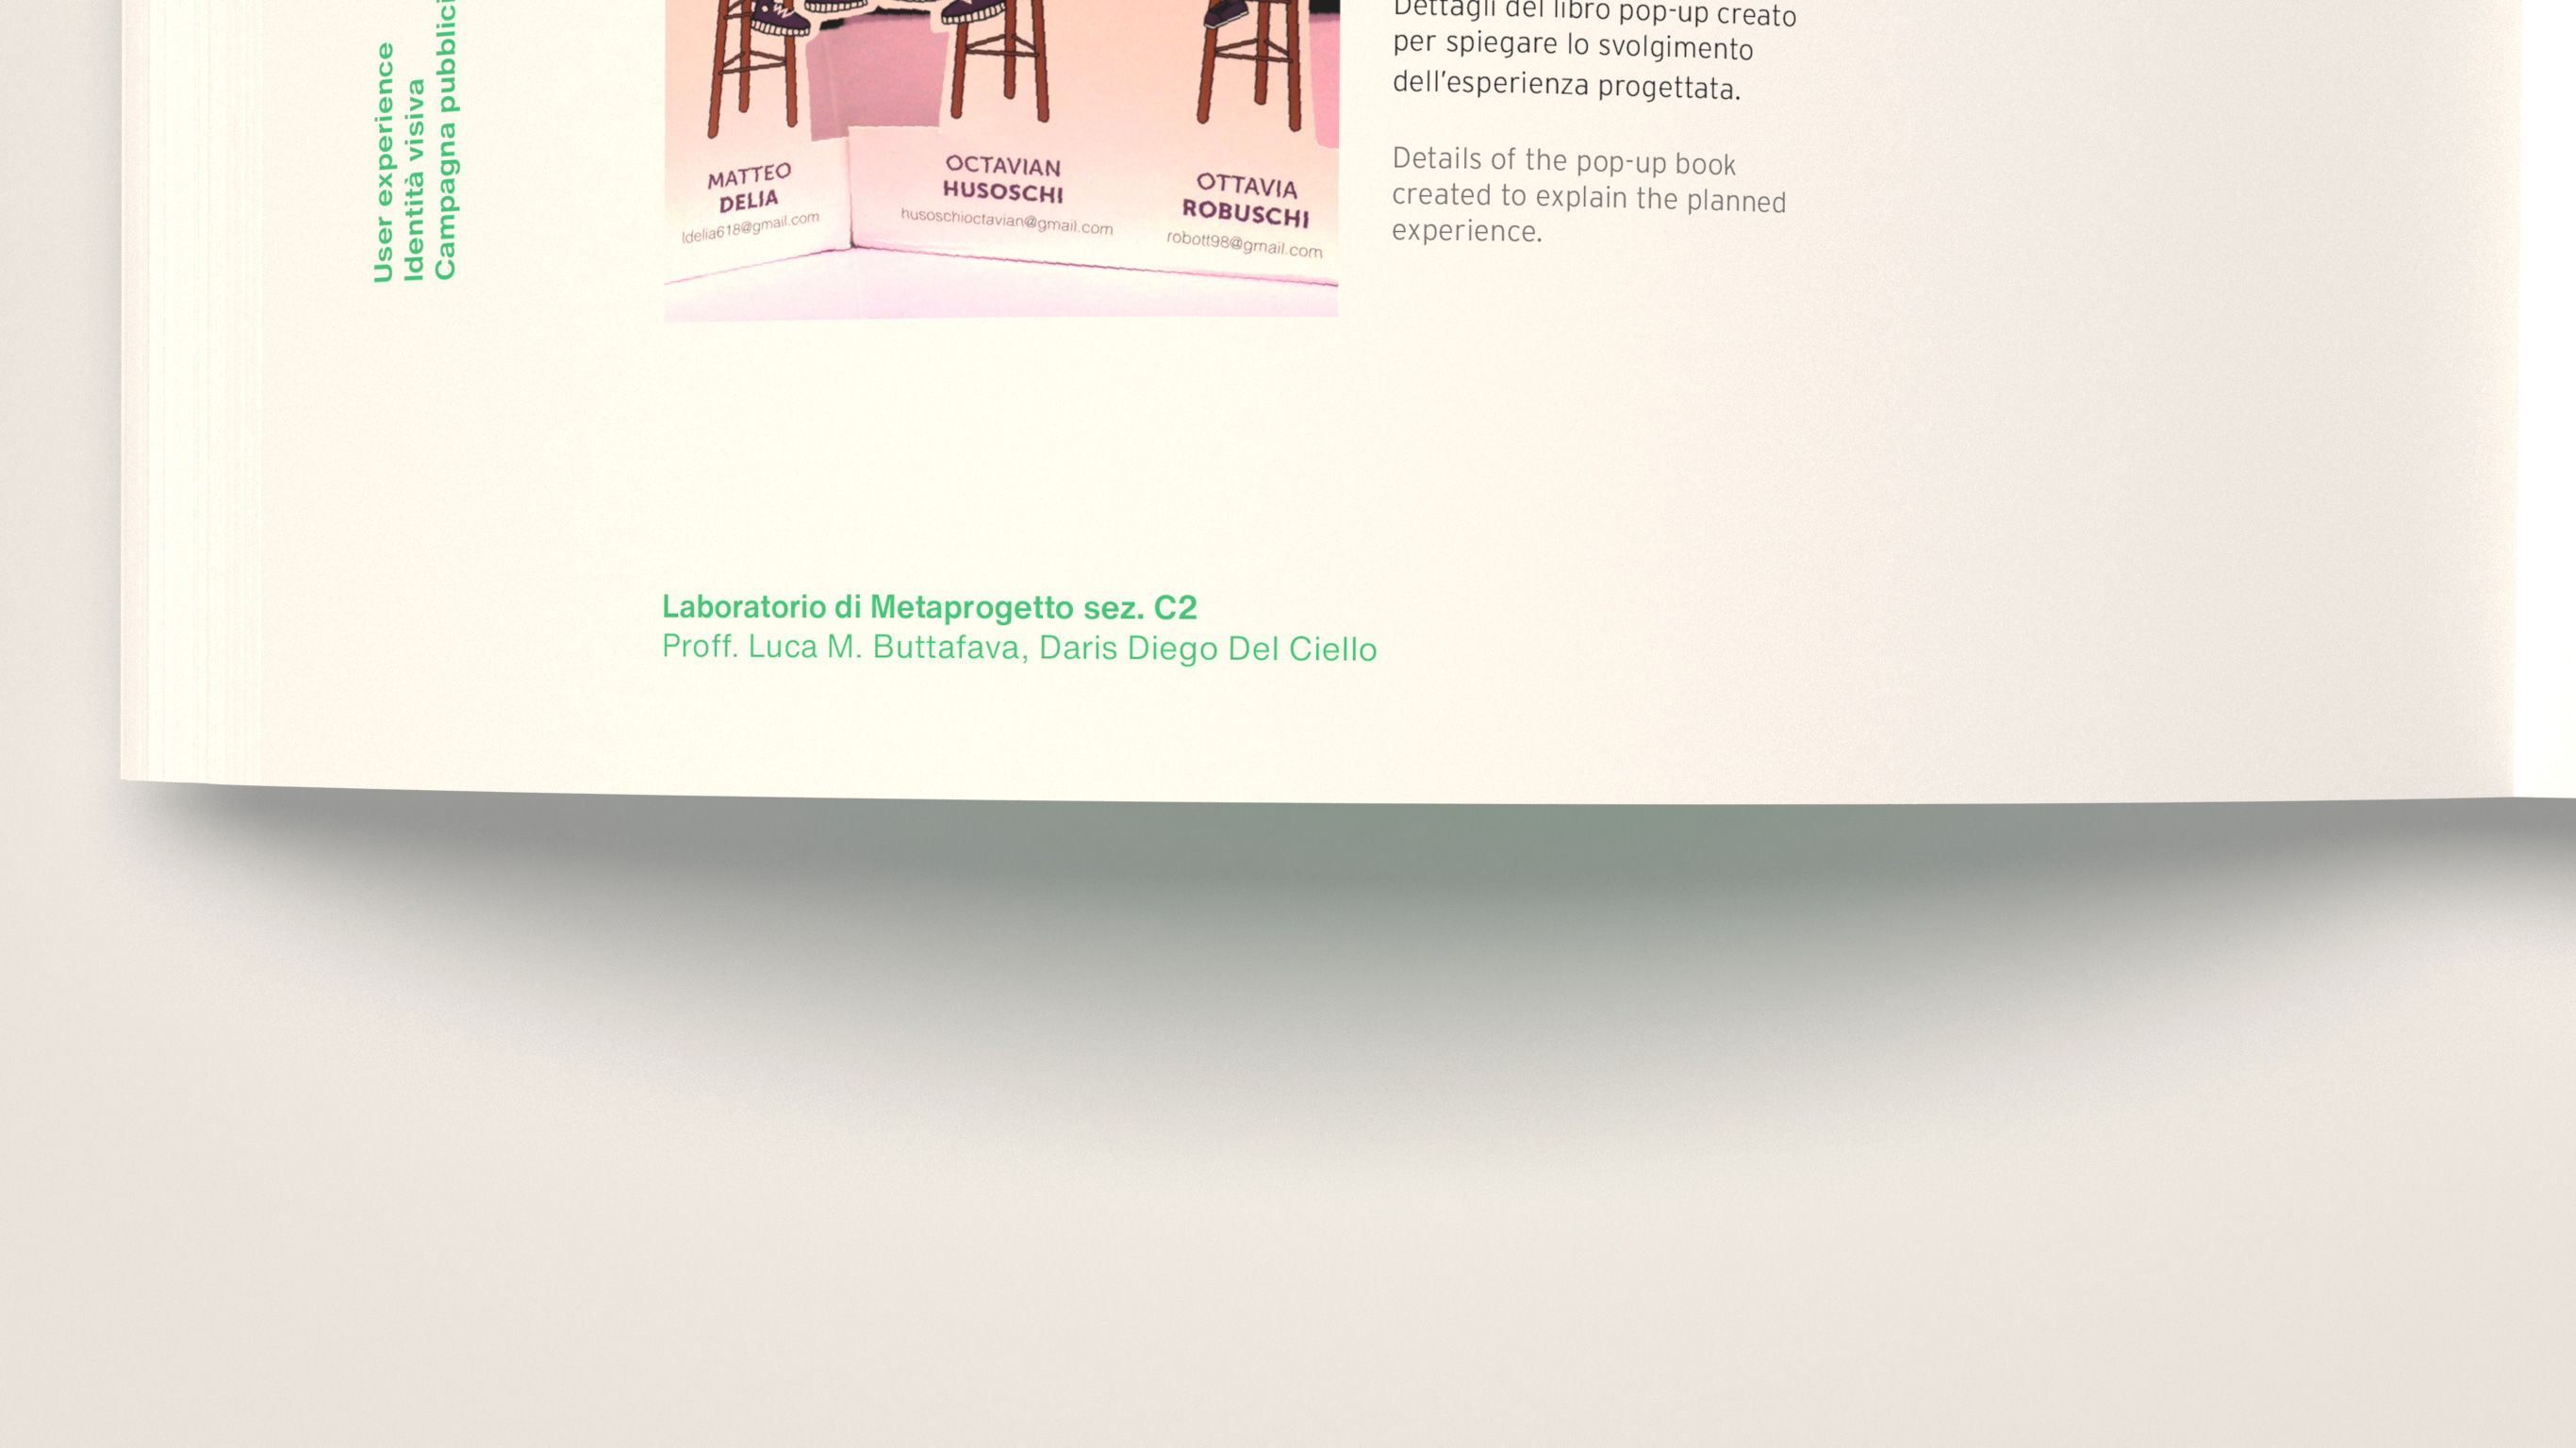 User experience
Identità visiva
Campagna
MATTEO
DELIA
ldelia618@gmail.com
OCTAVIAN
HUSOSCHI
husoschioctavian@gmail.com
OTTAVIA
ROBUSCHI
robott98@gmail.com
Dettagli del libro pop-up creato
per spiegare lo svolgimento
dell'esperienza progettata.
Details of the pop-up book
created to explain the planned
experience.
Laboratorio di Metaprogetto sez. C2
Proff. Luca M. Buttafava, Daris Diego Del Ciello